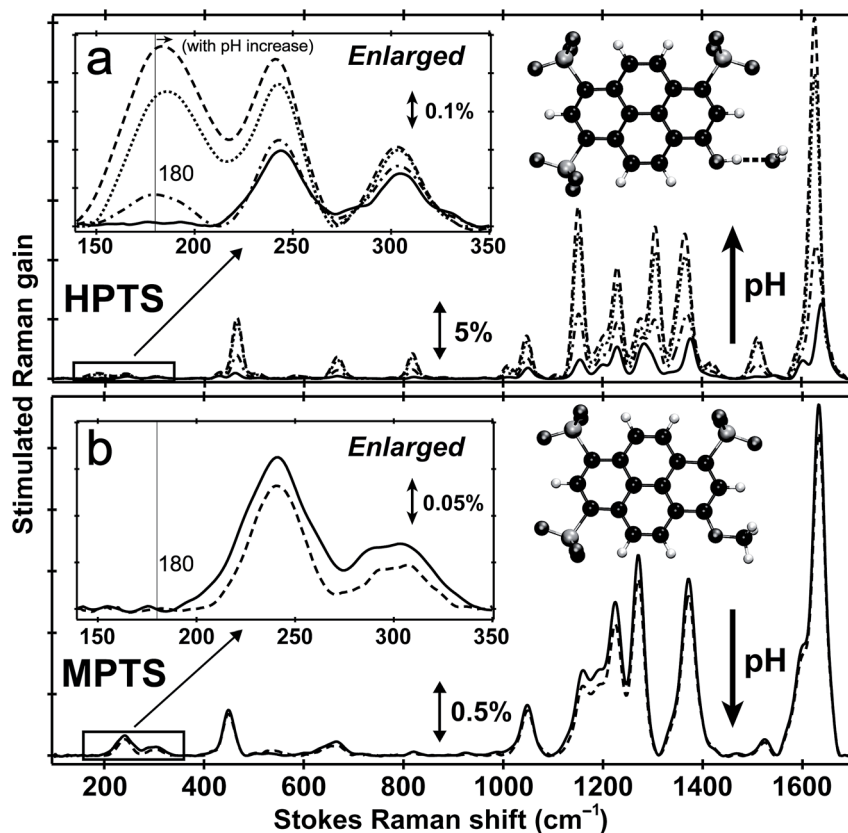 Stimulated Raman gain
a
(with pH increase)
Enlarged
0.1%
180
150 200 250 300 350
HPTS
5%
pH
b
Enlarged
0.05%
180
150 200 250 300 350
MPTS
0.5%
pH
200 400 600 800 1000 1200 1400 1600
Stokes Raman shift (cm⁻¹)